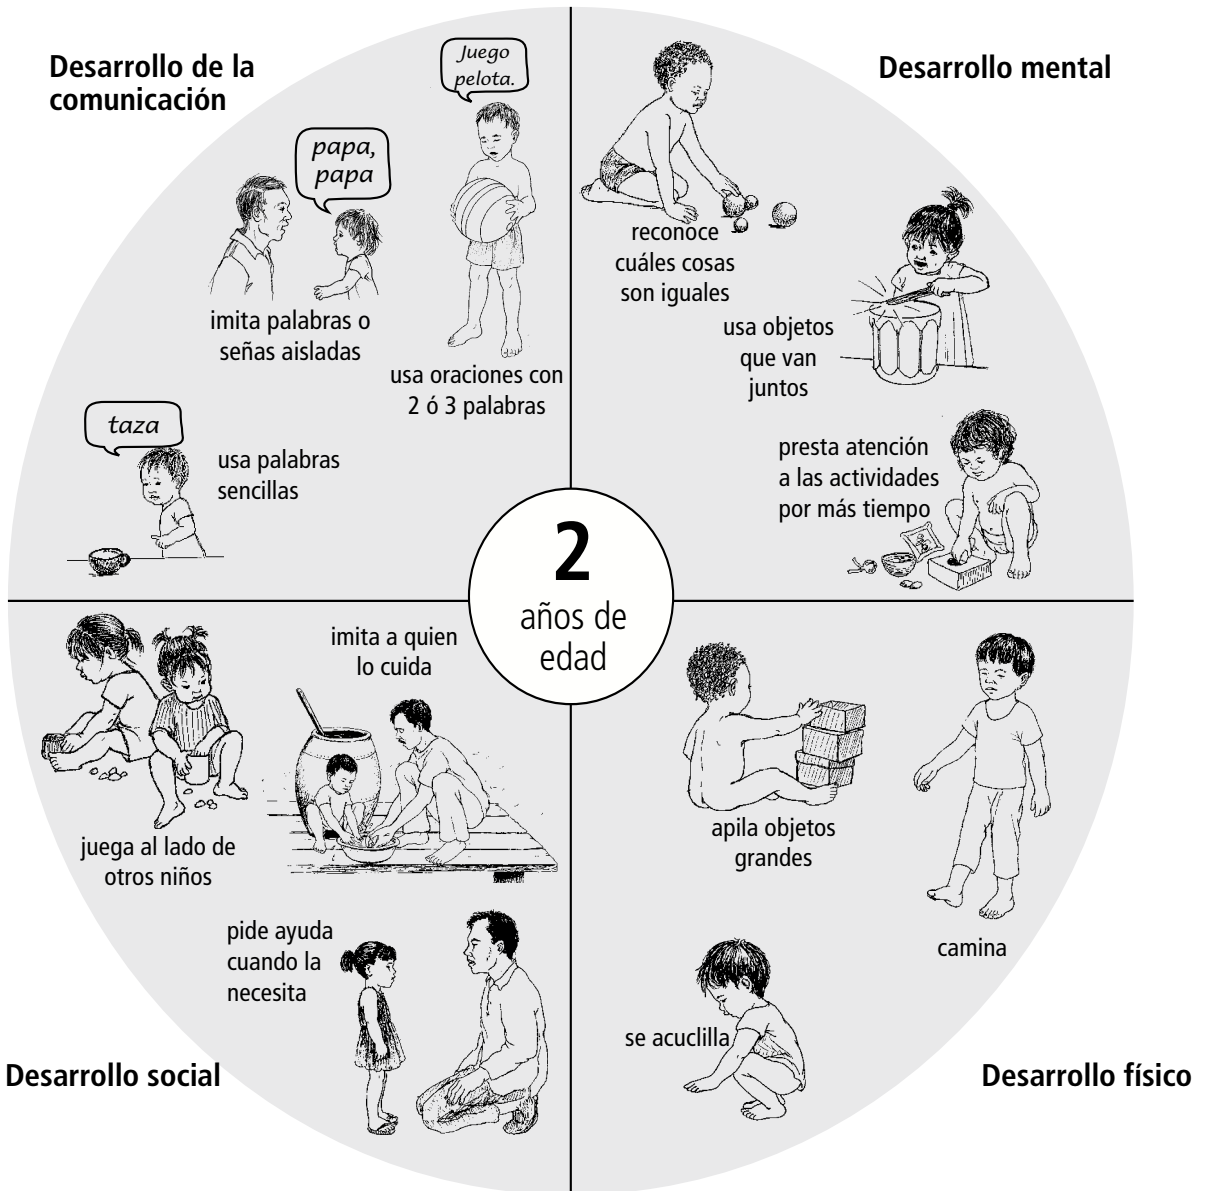 Desarrollo de la
comunicación
Juego
pelota.
papa,
papa
imita palabras o
señas aisladas
usa oraciones con
2 ó 3 palabras
taza
usa palabras
sencillas
Desarrollo mental
reconoce
cuáles cosas
son iguales
usa objetos
que van
juntos
presta atención
a las actividades
por más tiempo
2
años de
edad
imita a quien
lo cuida
juega al lado de
otros niños
pide ayuda
cuando la
necesita
Desarrollo social
apila objetos
grandes
camina
se acuclilla
Desarrollo físico